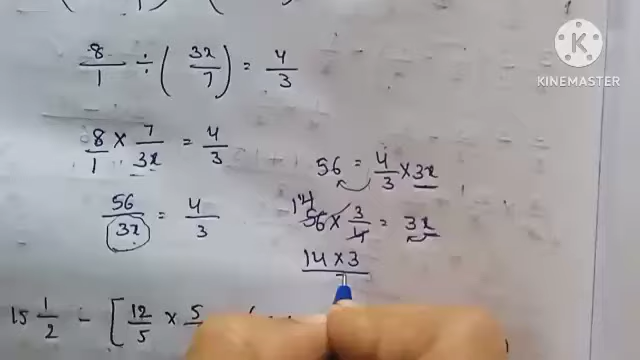 8/1 ÷ (3x/7) = 4/3
8/1 × 7/3x = 4/3
56/3x = 4/3
56 = 4/3 × 3x
14
56 × 3/4 = 3x
14 × 3
15 1/2 - [12/5 × 5
KINEMASTER